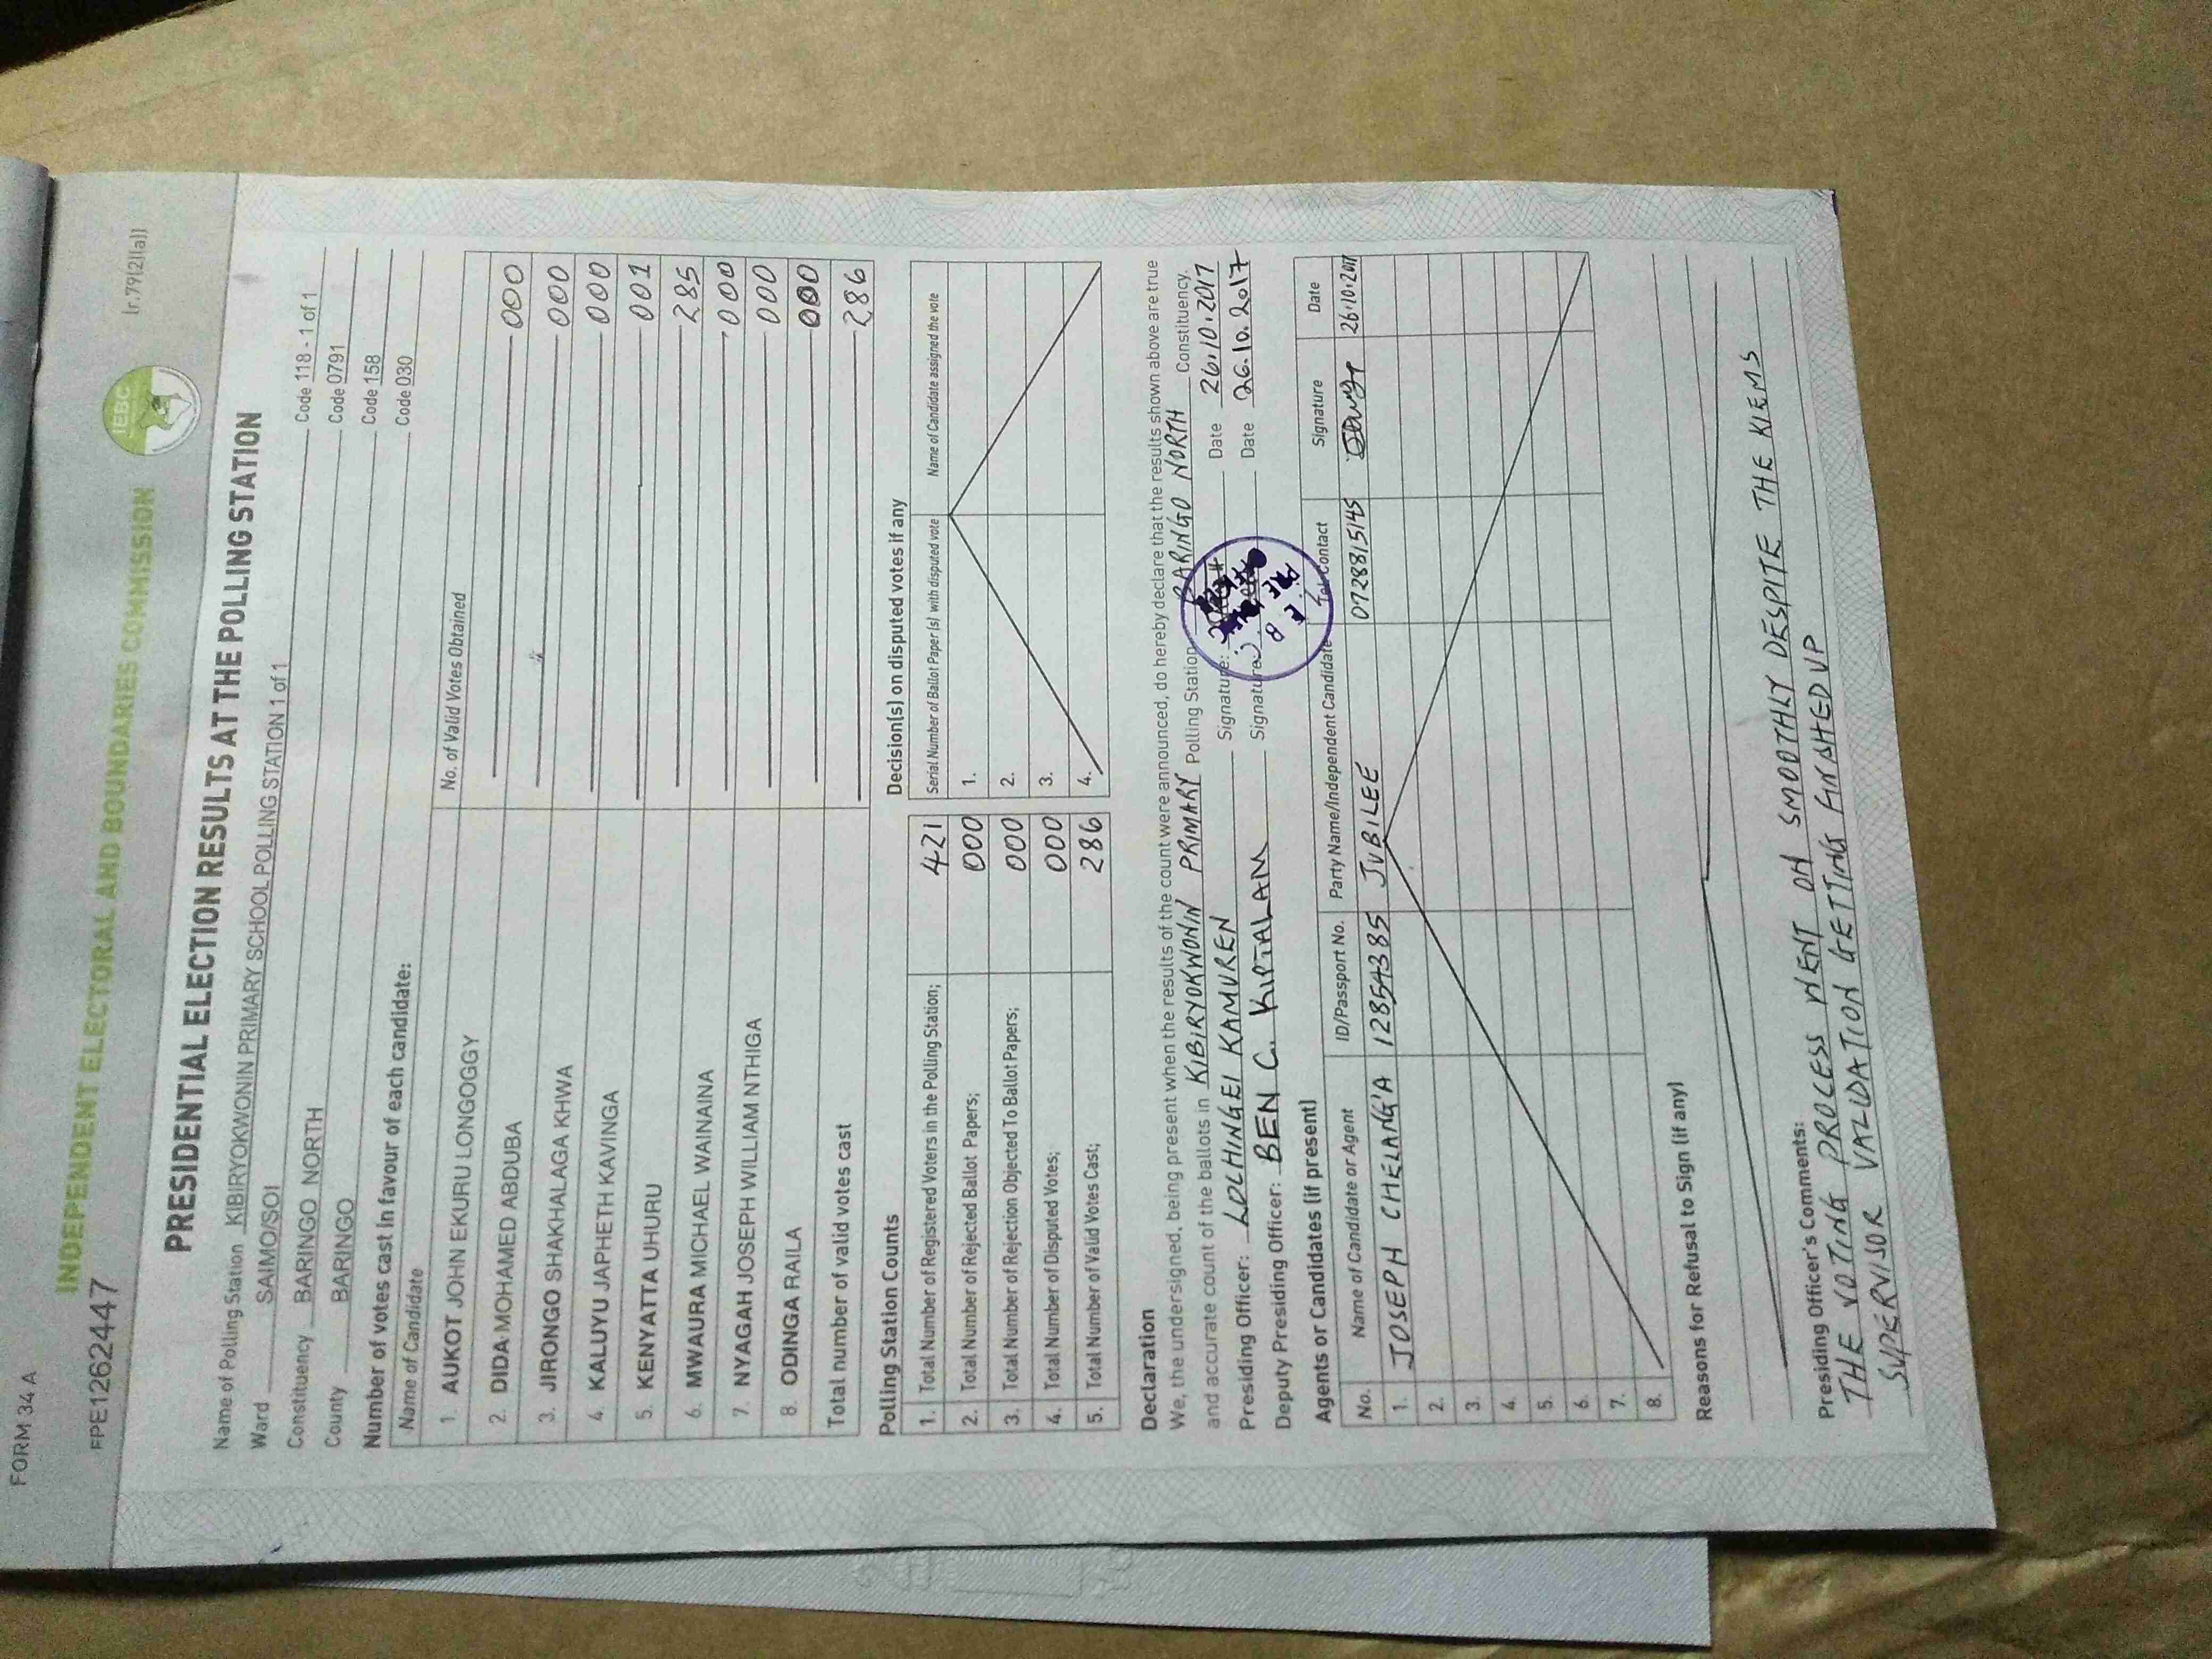 FORM 34 A
[r.79(2)(a)]
INDEPENDENT ELECTORAL AND BOUNDARIES COMMISSION
IEBC
FPE1262447
PRESIDENTIAL ELECTION RESULTS AT THE POLLING STATION
Name of Polling Station KIBIRYOKWONIN PRIMARY SCHOOL POLLING STATION 1 of 1 Code 118 - 1 of 1
Ward SAIMO/SOI Code 0791
Constituency BARINGO NORTH Code 158
County BARINGO Code 030
Number of votes cast in favour of each candidate:
Name of Candidate No. of Valid Votes Obtained
1. AUKOT JOHN EKURU LONGOGGY 000
2. DIDA MOHAMED ABDUBA 000
3. JIRONGO SHAKHALAGA KHWA 000
4. KALUYU JAPHETH KAVINGA 001
5. KENYATTA UHURU 285
6. MWAURA MICHAEL WAINAINA 000
7. NYAGAH JOSEPH WILLIAM NTHIGA 000
8. ODINGA RAILA 000
Total number of valid votes cast 286
Polling Station Counts
1. Total Number of Registered Voters in the Polling Station; 421
2. Total Number of Rejected Ballot Papers; 000
3. Total Number of Rejection Objected To Ballot Papers; 000
4. Total Number of Disputed Votes; 000
5. Total Number of Valid Votes Cast; 286
Decision(s) on disputed votes if any
Serial Number of Ballot Paper (s) with disputed vote Name of Candidate assigned the vote
1.
2.
3.
4.
Declaration
We, the undersigned, being present when the results of the count were announced, do hereby declare that the results shown above are true
and accurate count of the ballots in KIBIRYOKWONIN PRIMARY Polling Station BARINGO NORTH Constituency.
Presiding Officer: LOLHINGEI KAMUREN Signature: Date 26.10.2017
Deputy Presiding Officer: BEN C. KIPTALAM Signature: Date 26.10.2017
Agents or Candidates (if present)
No. Name of Candidate or Agent ID/Passport No. Party Name/Independent Candidate Tel. Contact Signature Date
1. JOSEPH CHELANG'A 12854385 JUBILEE 0728815145 26.10.2017
2.
3.
4.
5.
6.
7.
8.
Reasons for Refusal to Sign (if any)
Presiding Officer's Comments:
THE VOTING PROCESS WENT ON SMOOTHLY DESPITE THE KIEMS
SUPERVISOR VALIDATION GETTING FINISHED UP